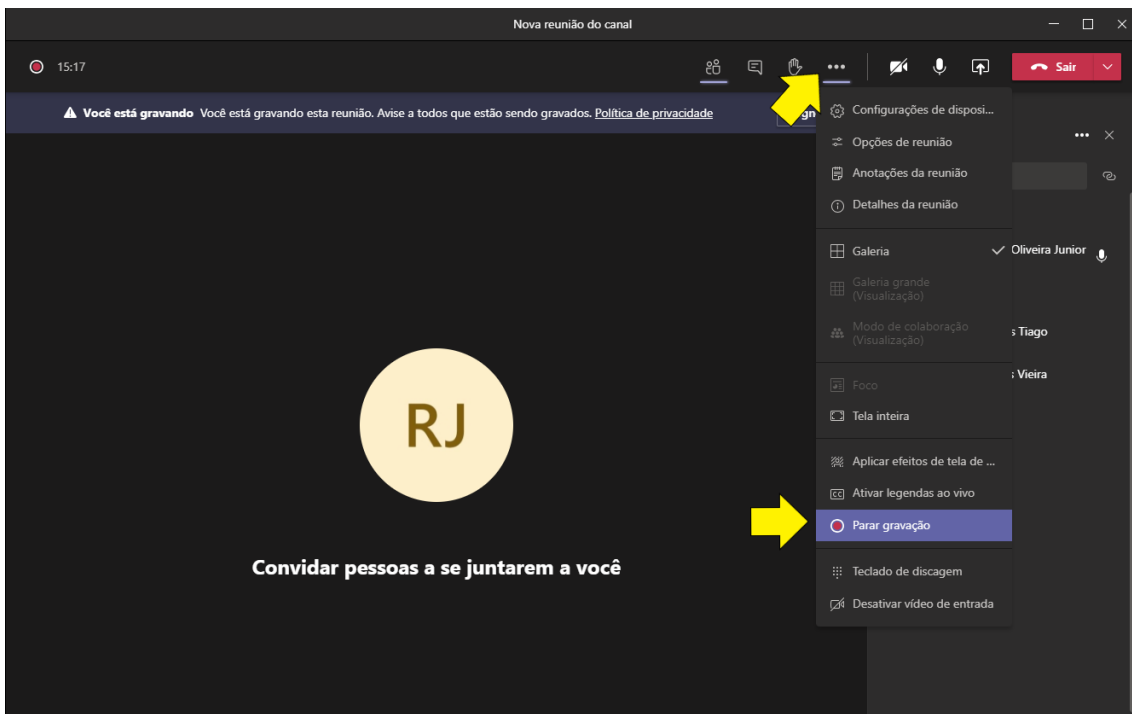 Nova reunião do canal
15:17
Sair
Você está gravando Você está gravando esta reunião. Avise a todos que estão sendo gravados. Política de privacidade
Configurações de disposi...
Opções de reunião
Anotações da reunião
Detalhes da reunião
Galeria
Oliveira Junior
Galeria grande
(Visualização)
Modo de colaboração
(Visualização)
s Tiago
Vieira
Foco
Tela inteira
RJ
Aplicar efeitos de tela de ...
CC Ativar legendas ao vivo
Parar gravação
Convidar pessoas a se juntarem a você
Teclado de discagem
Desativar vídeo de entrada